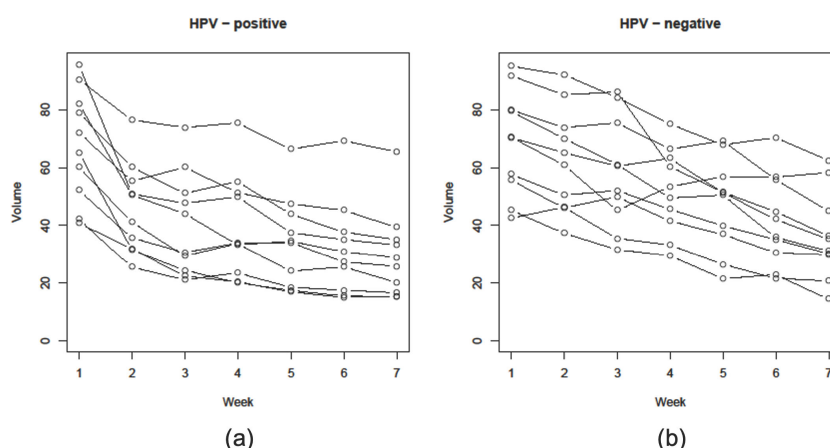 HPV – positive
Volume
80
60
40
20
0
1 2 3 4 5 6 7
Week
(a)
HPV – negative
Volume
80
60
40
20
0
1 2 3 4 5 6 7
Week
(b)